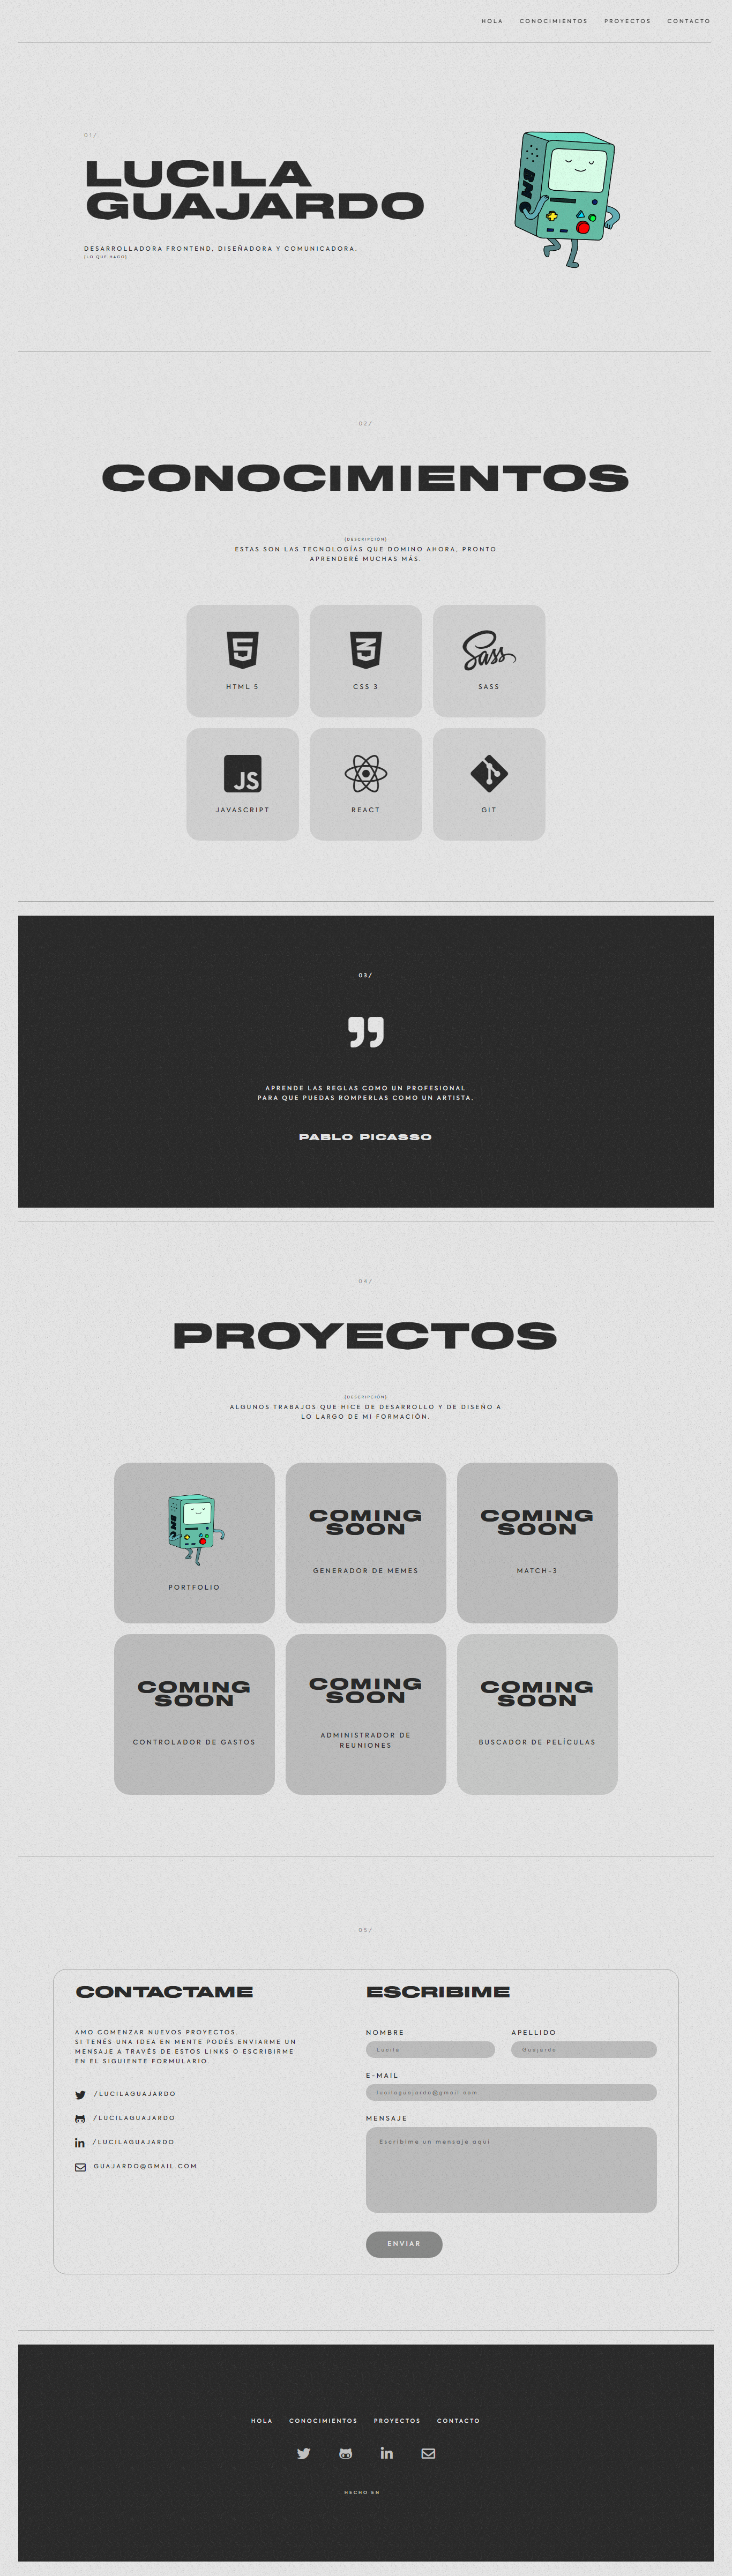 HOLA CONOCIMIENTOS PROYECTOS CONTACTO
01/
LUCILA
GUAJARDO
DESARROLLADORA FRONTEND, DISEÑADORA Y COMUNICADORA.
(LO QUE HAGO)
BMO
02/
CONOCIMIENTOS
(DESCRIPCIÓN)
ESTAS SON LAS TECNOLOGÍAS QUE DOMINO AHORA, PRONTO
APRENDERÉ MUCHAS MÁS.
5 3 Sass
HTML 5 CSS 3 SASS
JS
JAVASCRIPT REACT GIT
03/
APRENDE LAS REGLAS COMO UN PROFESIONAL
PARA QUE PUEDAS ROMPERLAS COMO UN ARTISTA.
PABLO PICASSO
04/
PROYECTOS
(DESCRIPCIÓN)
ALGUNOS TRABAJOS QUE HICE DE DESARROLLO Y DE DISEÑO A
LO LARGO DE MI FORMACIÓN.
BMO
PORTFOLIO
COMING
SOON
GENERADOR DE MEMES
COMING
SOON
MATCH-3
COMING
SOON
CONTROLADOR DE GASTOS
COMING
SOON
ADMINISTRADOR DE
REUNIONES
COMING
SOON
BUSCADOR DE PELÍCULAS
05/
CONTACTAME
AMO COMENZAR NUEVOS PROYECTOS.
SI TENÉS UNA IDEA EN MENTE PODÉS ENVIARME UN
MENSAJE A TRAVÉS DE ESTOS LINKS O ESCRIBIRME
EN EL SIGUIENTE FORMULARIO.
/LUCILAGUAJARDO
/LUCILAGUAJARDO
in /LUCILAGUAJARDO
GUAJARDO@GMAIL.COM
ESCRIBIME
NOMBRE APELLIDO
Lucila Guajardo
E-MAIL
lucilaguajardo@gmail.com
MENSAJE
Escribime un mensaje aquí
ENVIAR
HOLA CONOCIMIENTOS PROYECTOS CONTACTO
in
HECHO EN